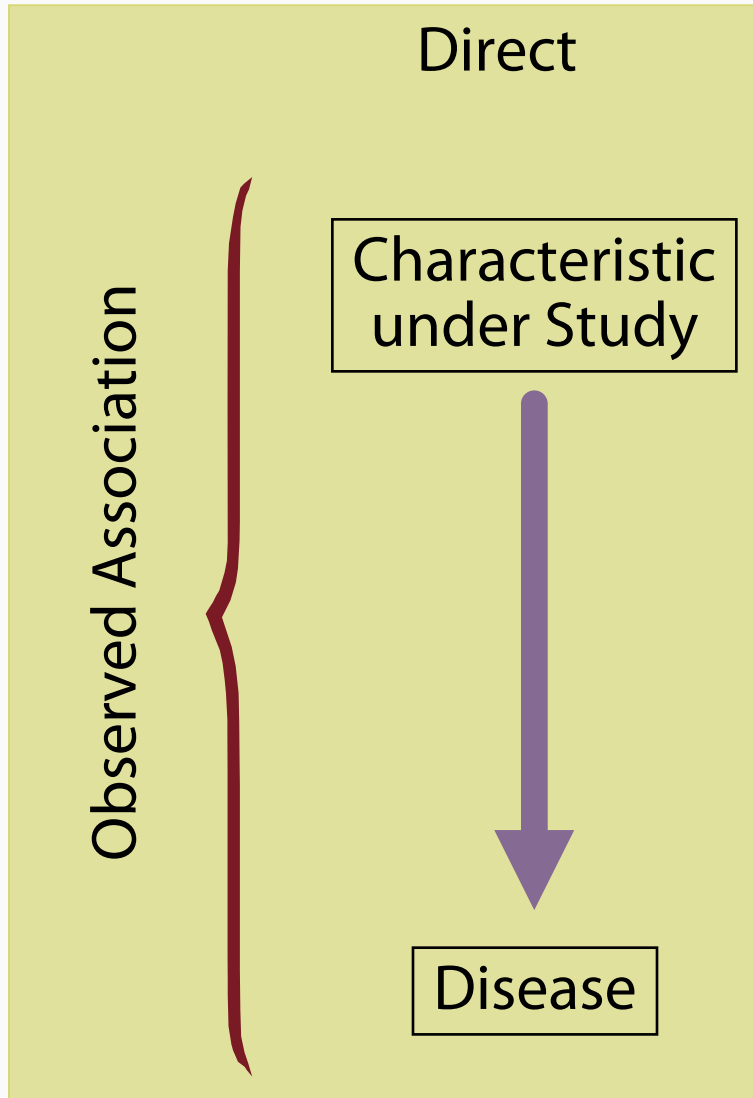 Direct
Observed Association
Characteristic
under Study
Disease